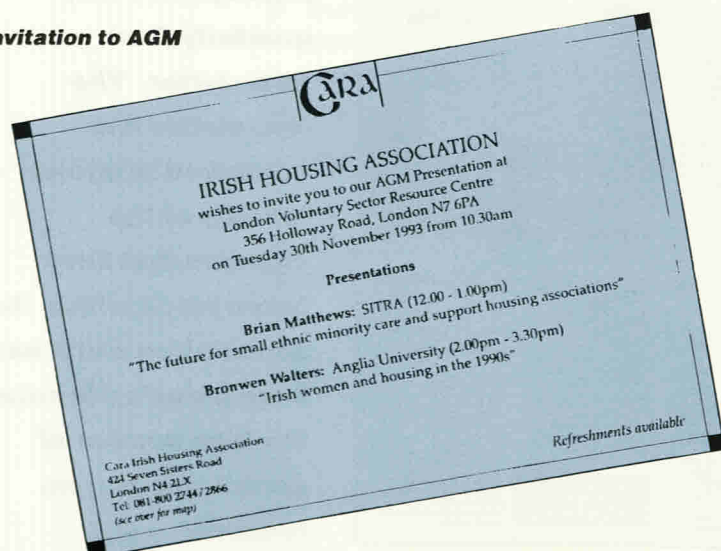 nvitation to AGM
CARA
IRISH HOUSING ASSOCIATION
wishes to invite you to our AGM Presentation at
London Voluntary Sector Resource Centre
356 Holloway Road, London N7 6PA
on Tuesday 30th November 1993 from 10.30am
Presentations
Brian Matthews: SITRA (12.00 - 1.00pm)
"The future for small ethnic minority care and support housing associations"
Bronwen Walters: Anglia University (2.00pm - 3.30pm)
"Irish women and housing in the 1990s"
Refreshments available
Cara Irish Housing Association
424 Seven Sisters Road
London N4 2LX
Tel: 081-800 2744/2866
(see over for map)